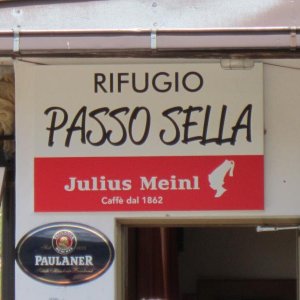 RIFUGIO
PASSO SELLA
Julius Meinl
Caffè dal 1862
PAULANER